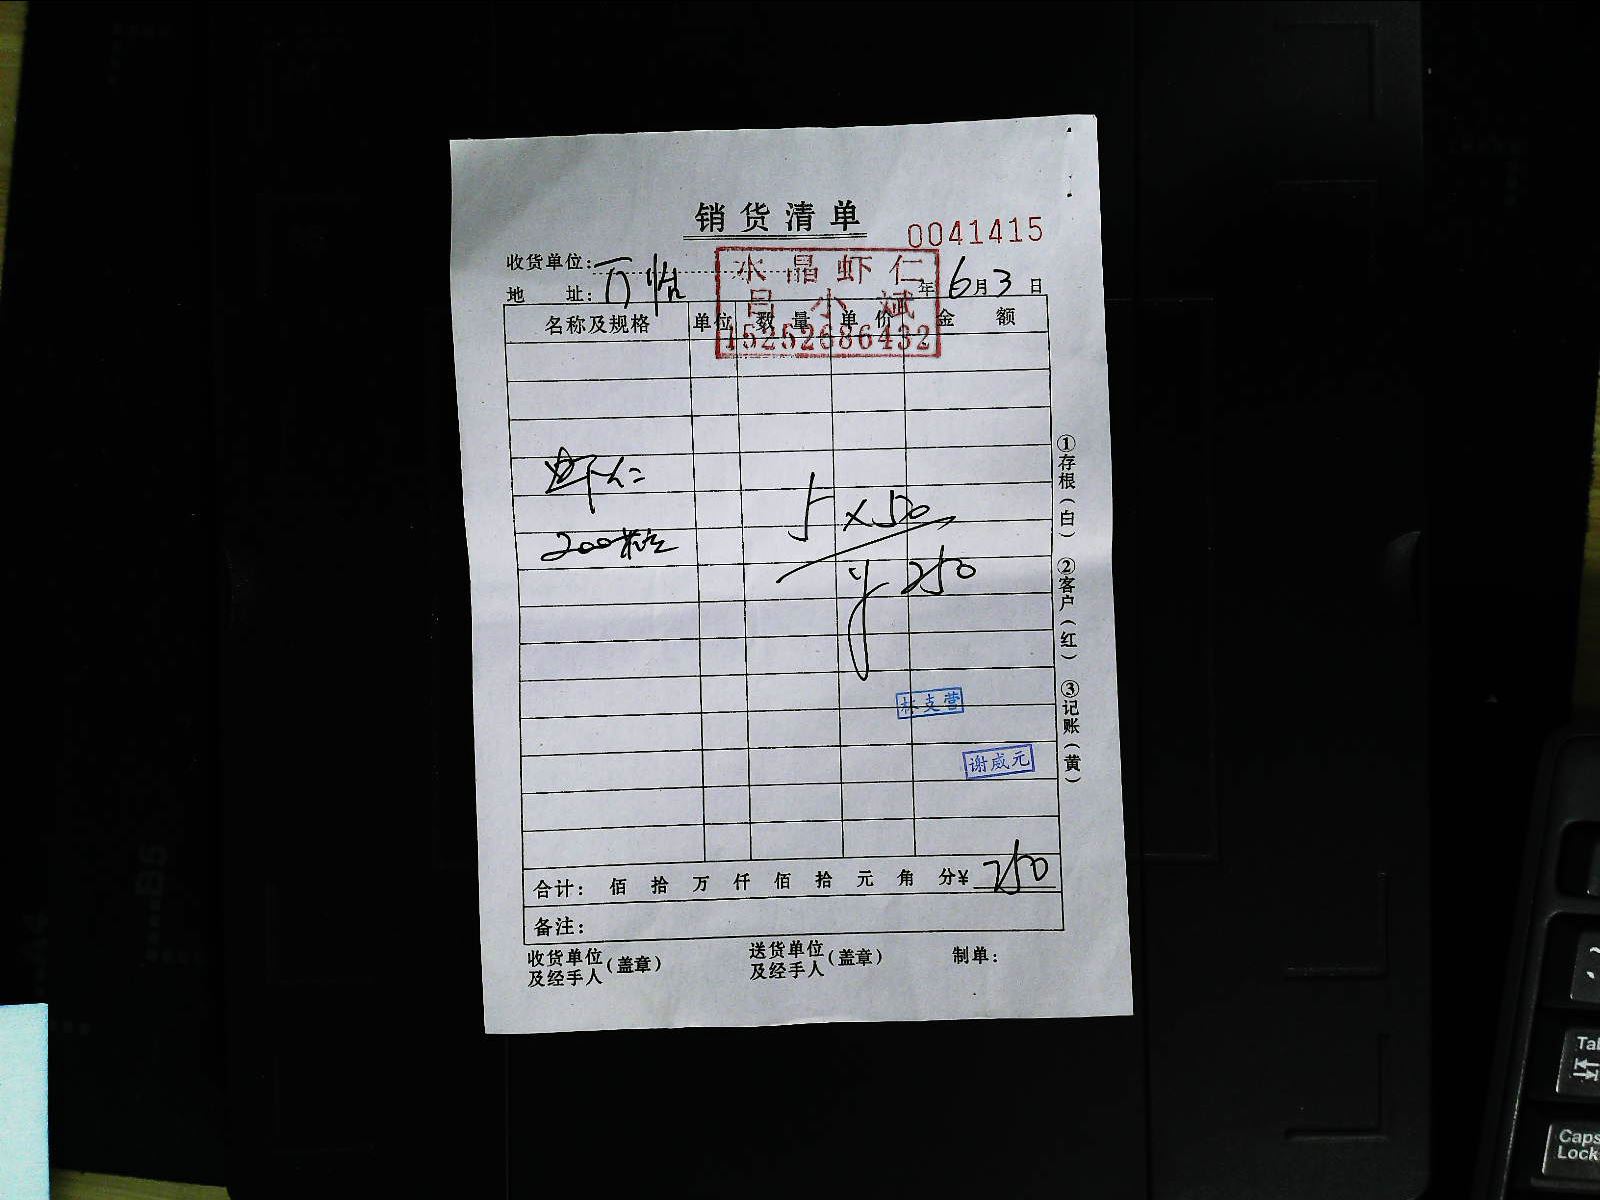 销货清单
0041415
收货单位：万怡
水晶虾仁
吕小斌
15252686432
年6月3日
地 址：
名称及规格 单位 数量 单价 金额
虾仁
200粒
5×50
¥250
林支营
谢威元
合计： 佰 拾 万 仟 佰 拾 元 角 分¥ 250
备注：
收货单位及经手人（盖章）
送货单位及经手人（盖章）
制单：
①存根（白） ②客户（红） ③记账（黄）
Caps
Lock